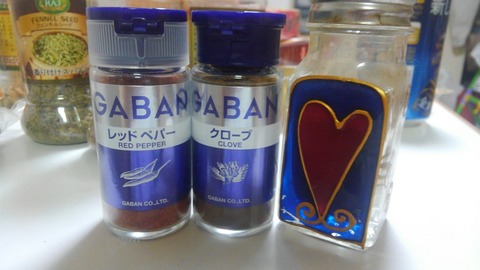 FENNEL SEED
GABAN
レッド ペパー
RED PEPPER
GABAN CO.,LTD.
GABAN
クローブ
CLOVE
GABAN CO.,LTD.